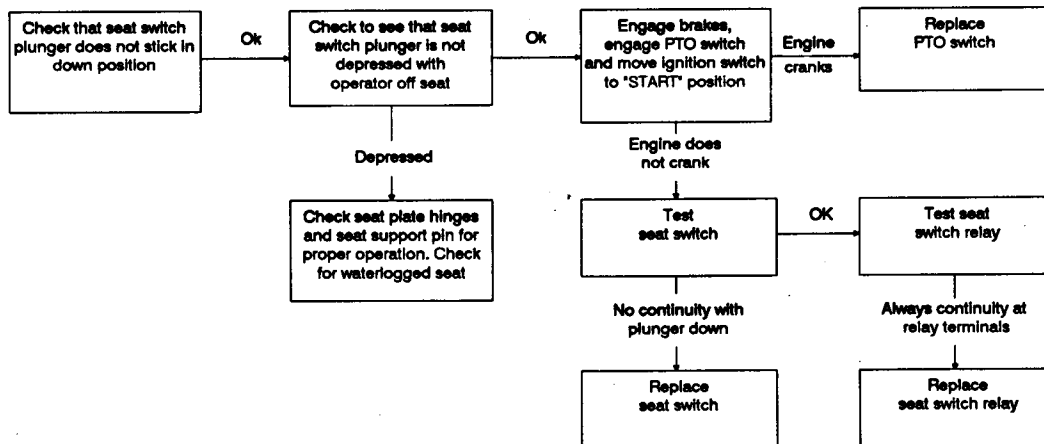 Check that seat switch
plunger does not stick in
down position
Ok
Check to see that seat
switch plunger is not
depressed with
operator off seat
Ok
Engage brakes,
engage PTO switch
and move ignition switch
to "START" position
Engine
cranks
Replace
PTO switch
Depressed
Engine does
not crank
Check seat plate hinges
and seat support pin for
proper operation. Check
for waterlogged seat
Test
seat switch
OK
Test seat
switch relay
No continuity with
plunger down
Always continuity at
relay terminals
Replace
seat switch
Replace
seat switch relay